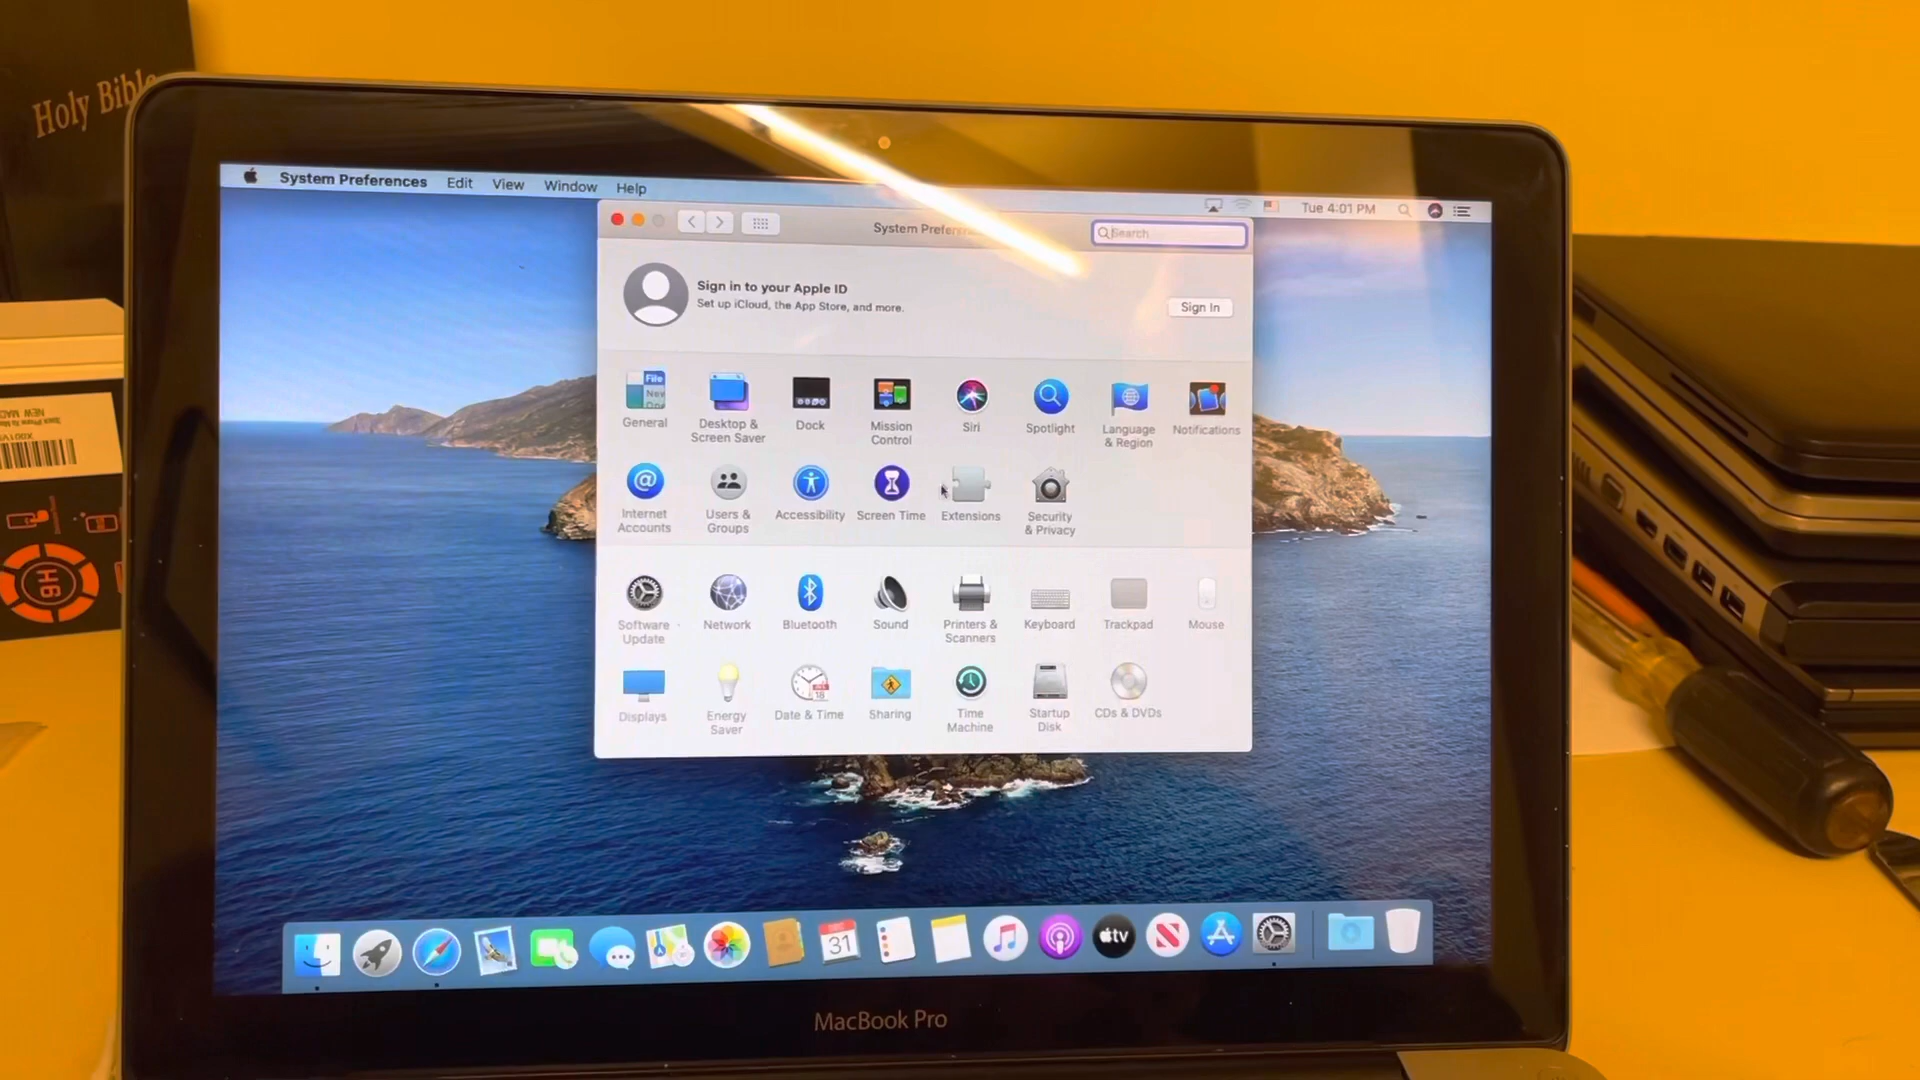 Holy Bible
System Preferences Edit View Window Help
Tue 4:01 PM
Search
Sign in to your Apple ID
Set up iCloud, the App Store, and more.
Sign In
File
New
General
Desktop &
Screen Saver
Dock
Mission
Control
Siri
Spotlight
Language
& Region
Notifications
Internet
Accounts
Users &
Groups
Accessibility
Screen Time
Extensions
Security
& Privacy
Software
Update
Network
Bluetooth
Sound
Printers &
Scanners
Keyboard
Trackpad
Mouse
Displays
Energy
Saver
18
Date & Time
Sharing
Time
Machine
Startup
Disk
CDs & DVDs
31
tv
MacBook Pro
H6